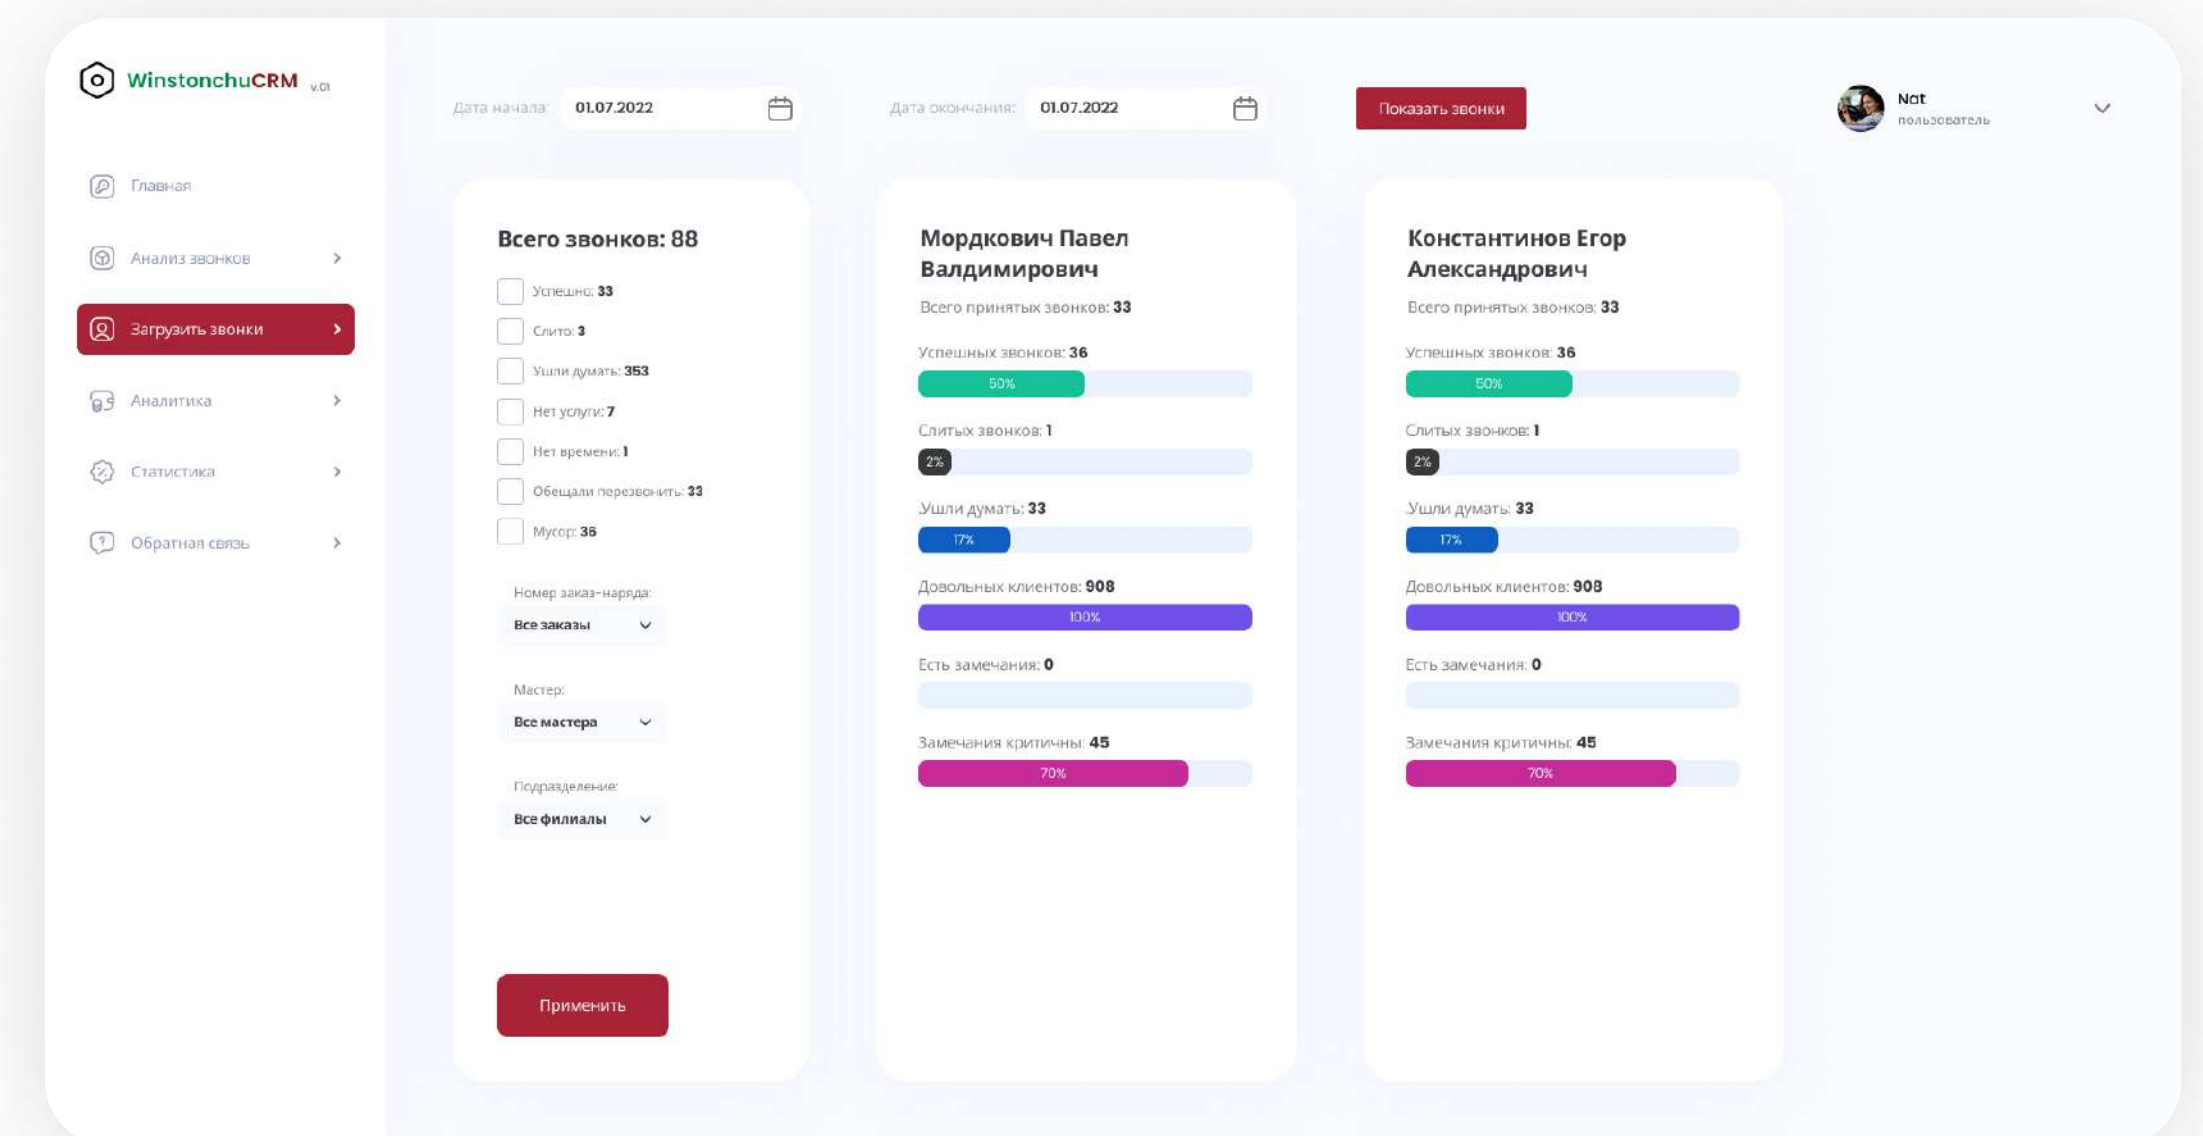 WinstonchuCRM v.01
Главная
Анализ звонков
Загрузить звонки
Аналитика
Статистика
Обратная связь
Дата начала: 01.07.2022
Дата окончания: 01.07.2022
Показать звонки
Nat
пользователь
Всего звонков: 88
Успешно: 33
Слито: 3
Ушли думать: 353
Нет услуги: 7
Нет времени: 1
Обещали перезвонить: 33
Мусор: 36
Номер заказ-наряда:
Все заказы
Мастер:
Все мастера
Подразделение:
Все филиалы
Применить
Мордкович Павел
Валдимирович
Всего принятых звонков: 33
Успешных звонков: 36
50%
Слитых звонков: 1
2%
.Ушли думать: 33
17%
Довольных клиентов: 908
100%
Есть замечания: 0
Замечания критичны: 45
70%
Константинов Егор
Александрович
Всего принятых звонков: 33
Успешных звонков: 36
50%
Слитых звонков: 1
2%
.Ушли думать: 33
17%
Довольных клиентов: 908
100%
Есть замечания: 0
Замечания критичны: 45
70%